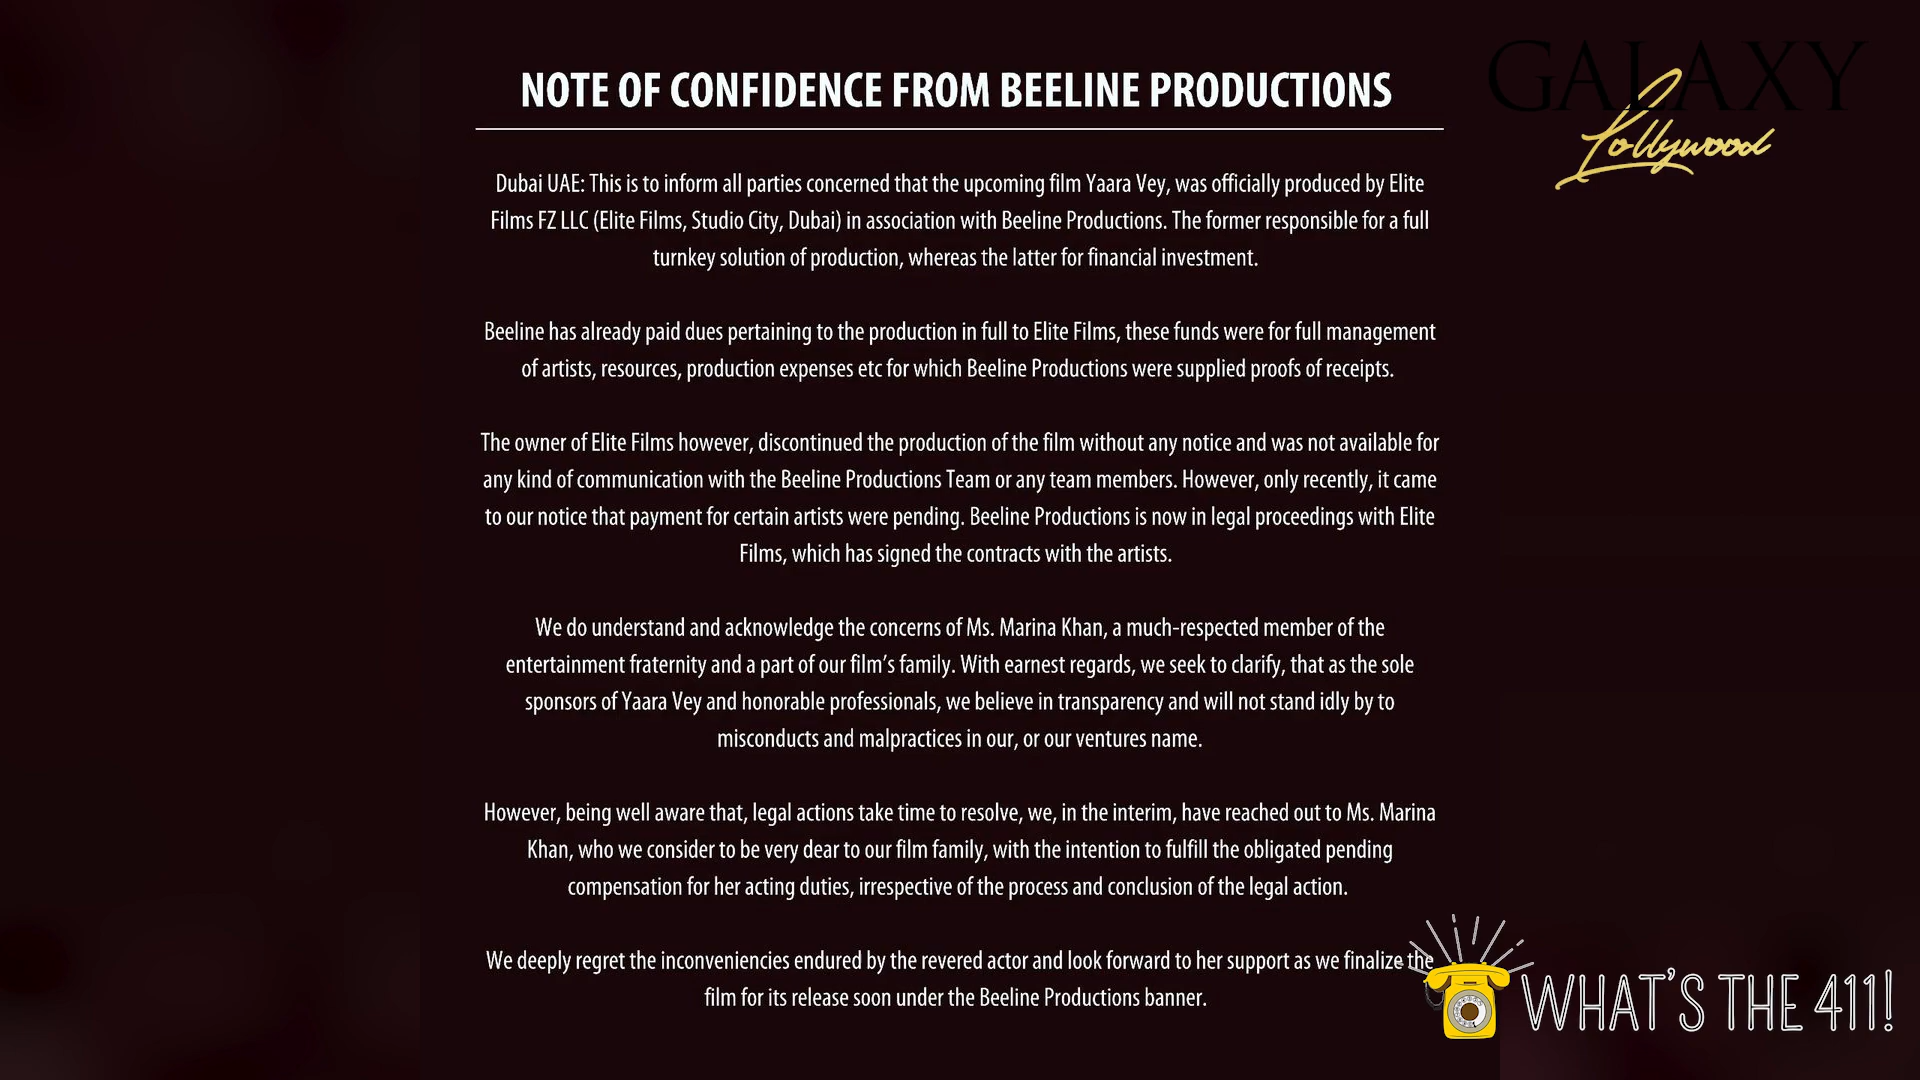 NOTE OF CONFIDENCE FROM BEELINE PRODUCTIONS
GALAXY
Lollywood
Dubai UAE: This is to inform all parties concerned that the upcoming film Yaara Vey, was officially produced by Elite
Films FZ LLC (Elite Films, Studio City, Dubai) in association with Beeline Productions. The former responsible for a full
turnkey solution of production, whereas the latter for financial investment.
Beeline has already paid dues pertaining to the production in full to Elite Films, these funds were for full management
of artists, resources, production expenses etc for which Beeline Productions were supplied proofs of receipts.
The owner of Elite Films however, discontinued the production of the film without any notice and was not available for
any kind of communication with the Beeline Productions Team or any team members. However, only recently, it came
to our notice that payment for certain artists were pending. Beeline Productions is now in legal proceedings with Elite
Films, which has signed the contracts with the artists.
We do understand and acknowledge the concerns of Ms. Marina Khan, a much-respected member of the
entertainment fraternity and a part of our film's family. With earnest regards, we seek to clarify, that as the sole
sponsors of Yaara Vey and honorable professionals, we believe in transparency and will not stand idly by to
misconducts and malpractices in our, or our ventures name.
However, being well aware that, legal actions take time to resolve, we, in the interim, have reached out to Ms. Marina
Khan, who we consider to be very dear to our film family, with the intention to fulfill the obligated pending
compensation for her acting duties, irrespective of the process and conclusion of the legal action.
We deeply regret the inconveniencies endured by the revered actor and look forward to her support as we finalize the
film for its release soon under the Beeline Productions banner.
WHAT'S THE 411!